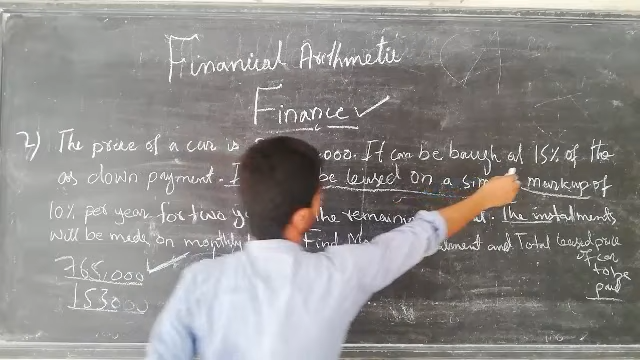 Financial Arithmetic
Finance
2) The price of a car is 000. It can be baugh at 15% of the
as down payment. I be leased on a sim markup of
10% per year for two y the remaining The instalments
will be made on monthly Find and Total leased price
of car
to be
paid
765,000
153000